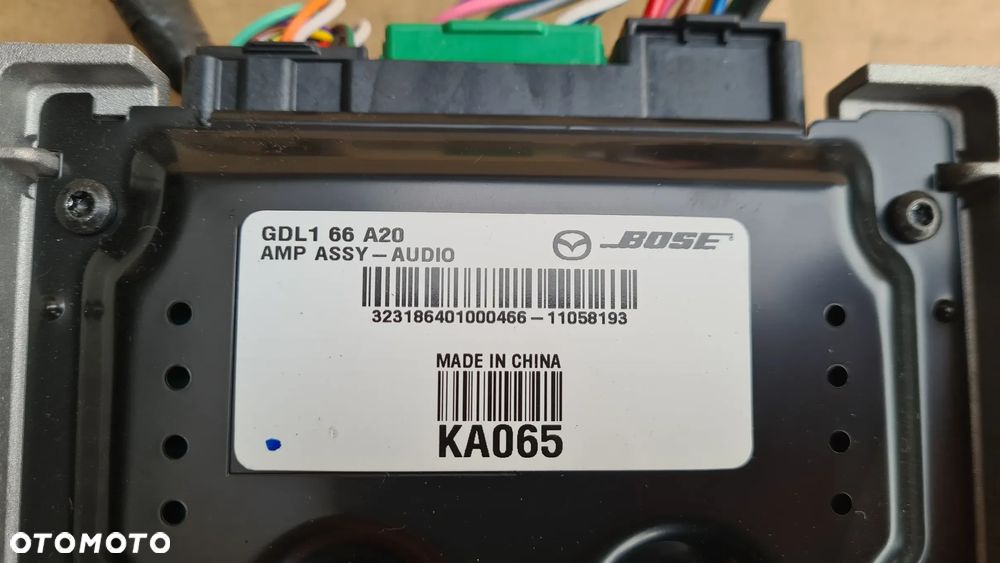 GDL1 66 A20
AMP ASSY-AUDIO
BOSE
323186401000466-11058193
MADE IN CHINA
KA065
OTOMOTO